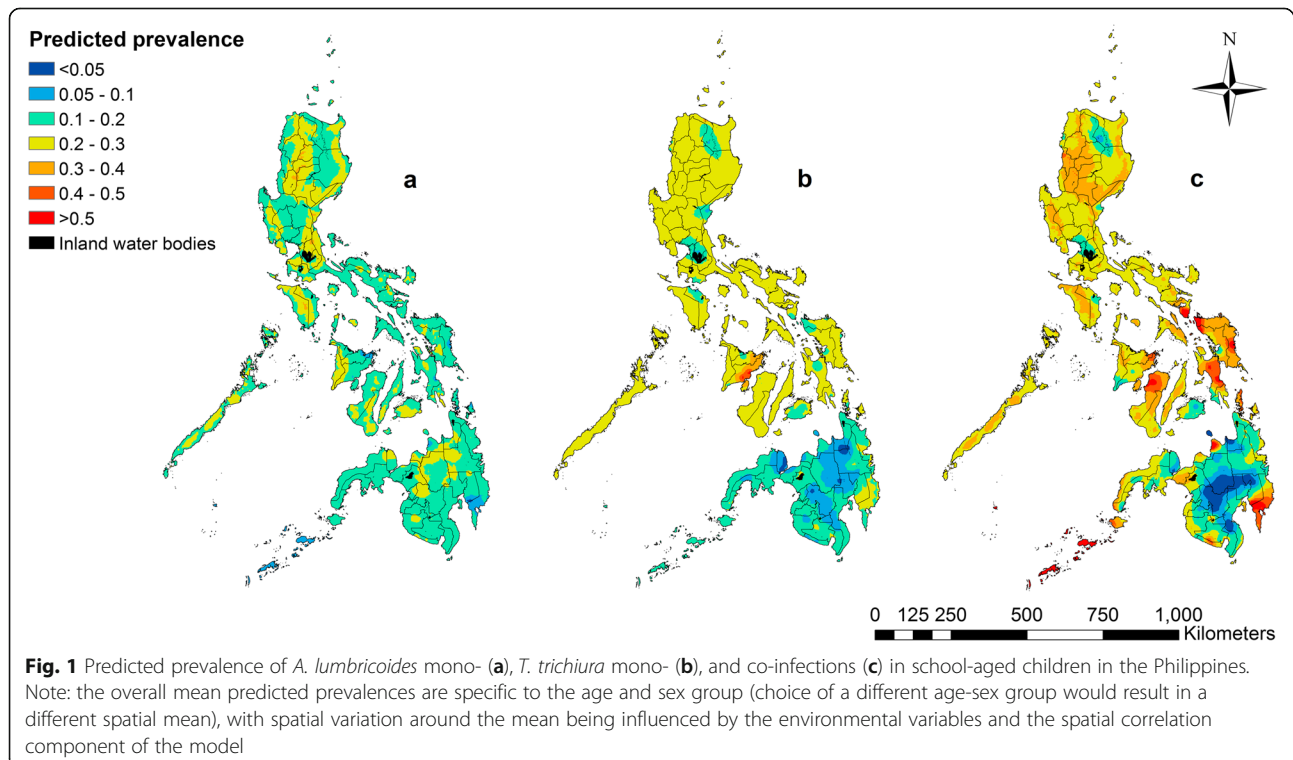 Predicted prevalence
<0.05
0.05 - 0.1
0.1 - 0.2
0.2 - 0.3
0.3 - 0.4
0.4 - 0.5
>0.5
Inland water bodies
a
b
c
N
0 125 250 500 750 1,000
Kilometers
Fig. 1 Predicted prevalence of A. lumbricoides mono- (a), T. trichiura mono- (b), and co-infections (c) in school-aged children in the Philippines.
Note: the overall mean predicted prevalences are specific to the age and sex group (choice of a different age-sex group would result in a
different spatial mean), with spatial variation around the mean being influenced by the environmental variables and the spatial correlation
component of the model